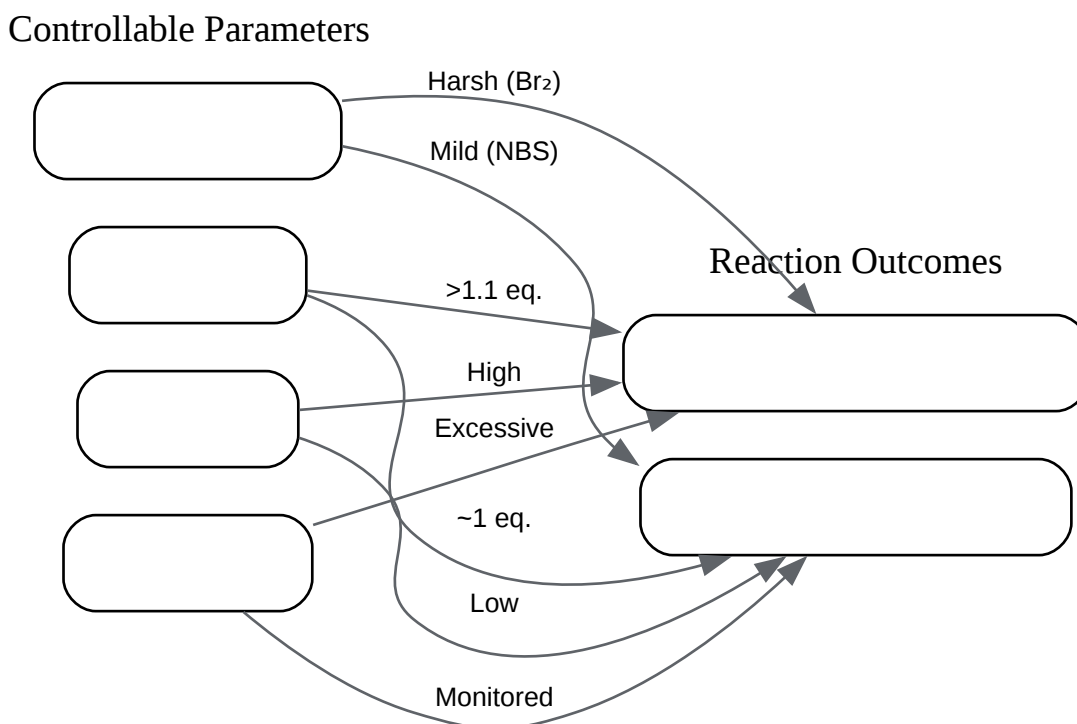 Controllable Parameters
Harsh (Br₂)
Mild (NBS)
Reaction Outcomes
>1.1 eq.
High
Excessive
~1 eq.
Low
Monitored